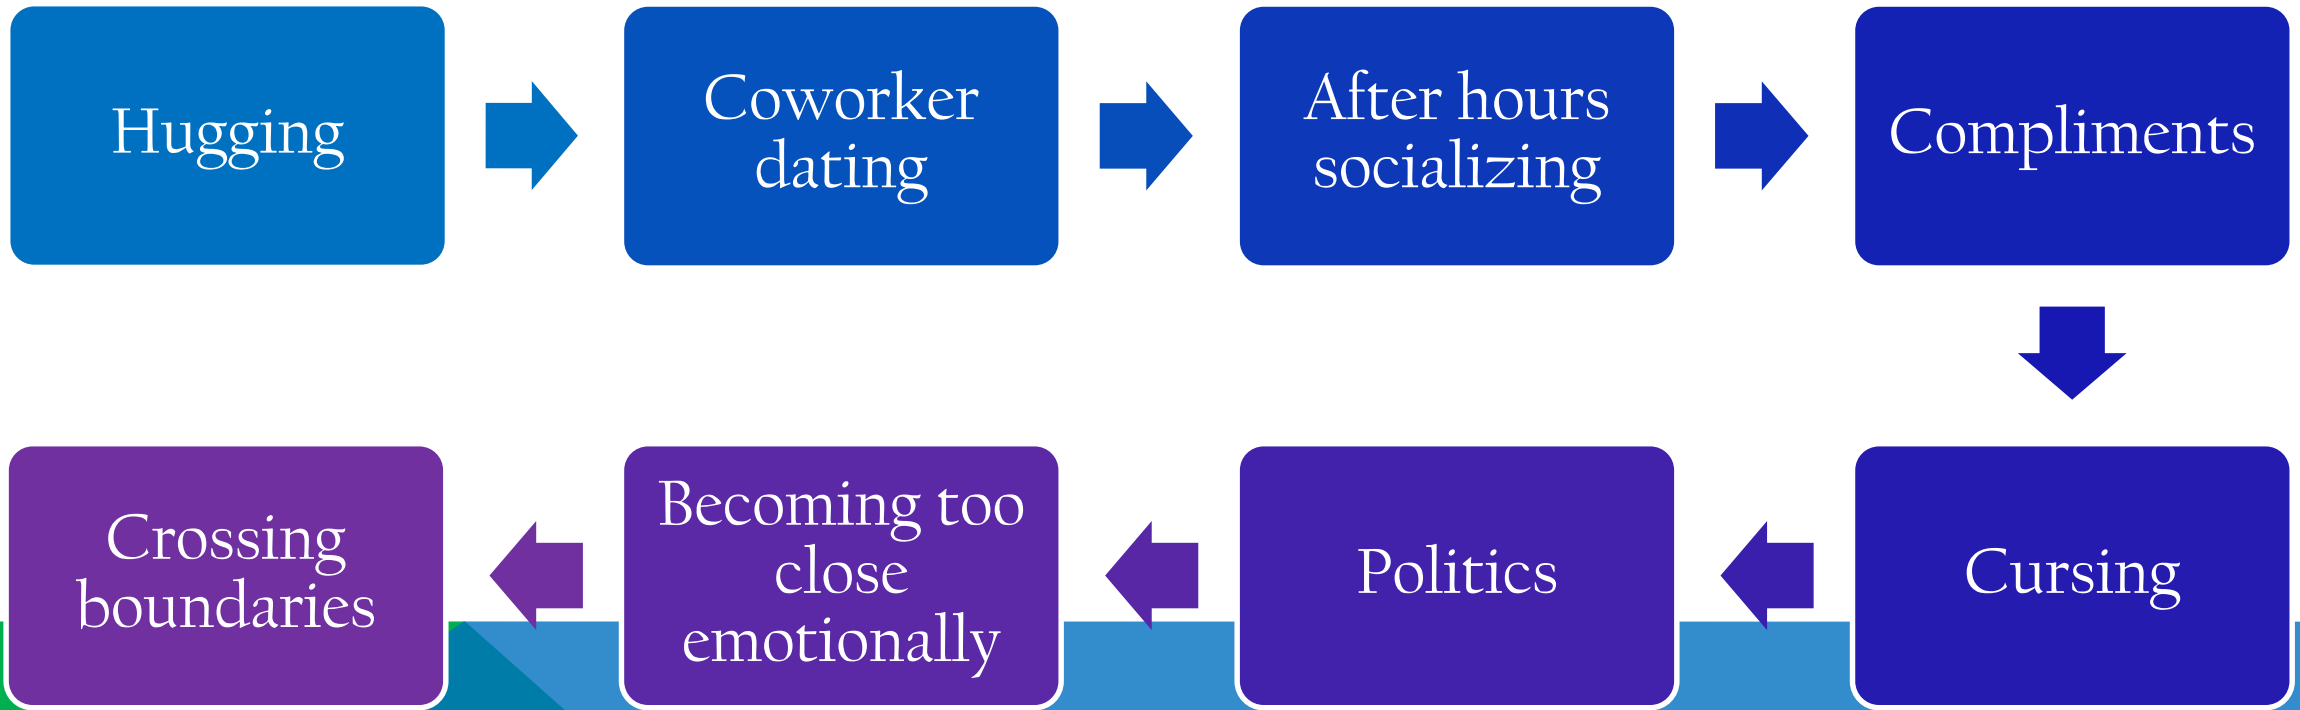 Hugging
Coworker
dating
After hours
socializing
Compliments
Cursing
Politics
Becoming too
close
emotionally
Crossing
boundaries